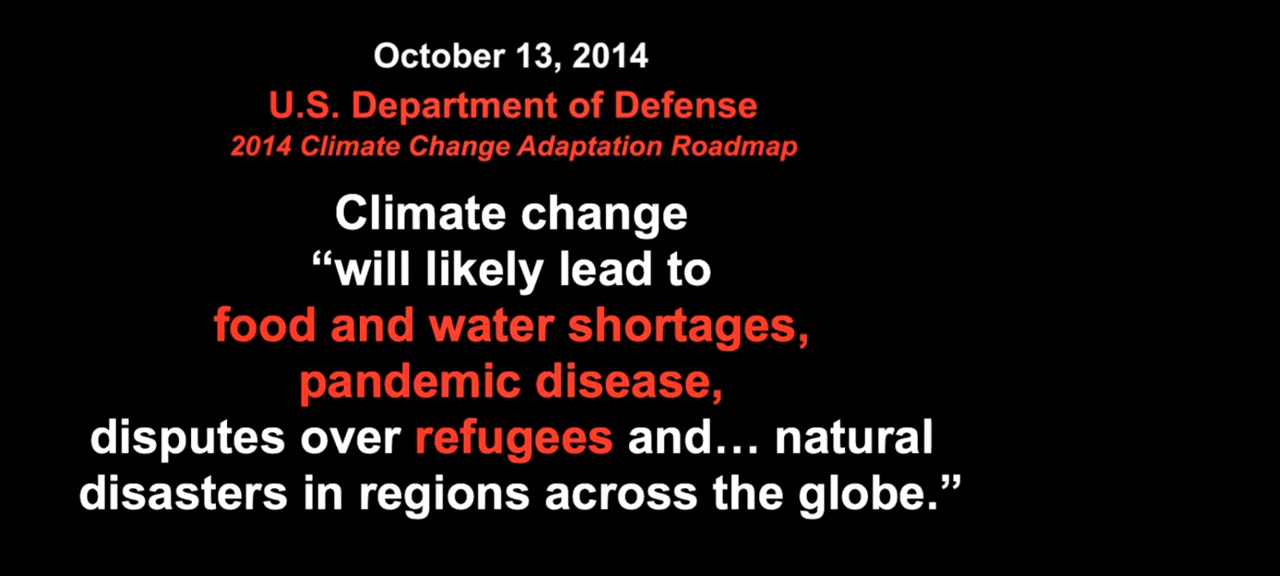 October 13, 2014
U.S. Department of Defense
2014 Climate Change Adaptation Roadmap
Climate change
“will likely lead to
food and water shortages,
pandemic disease,
disputes over refugees and… natural
disasters in regions across the globe.”